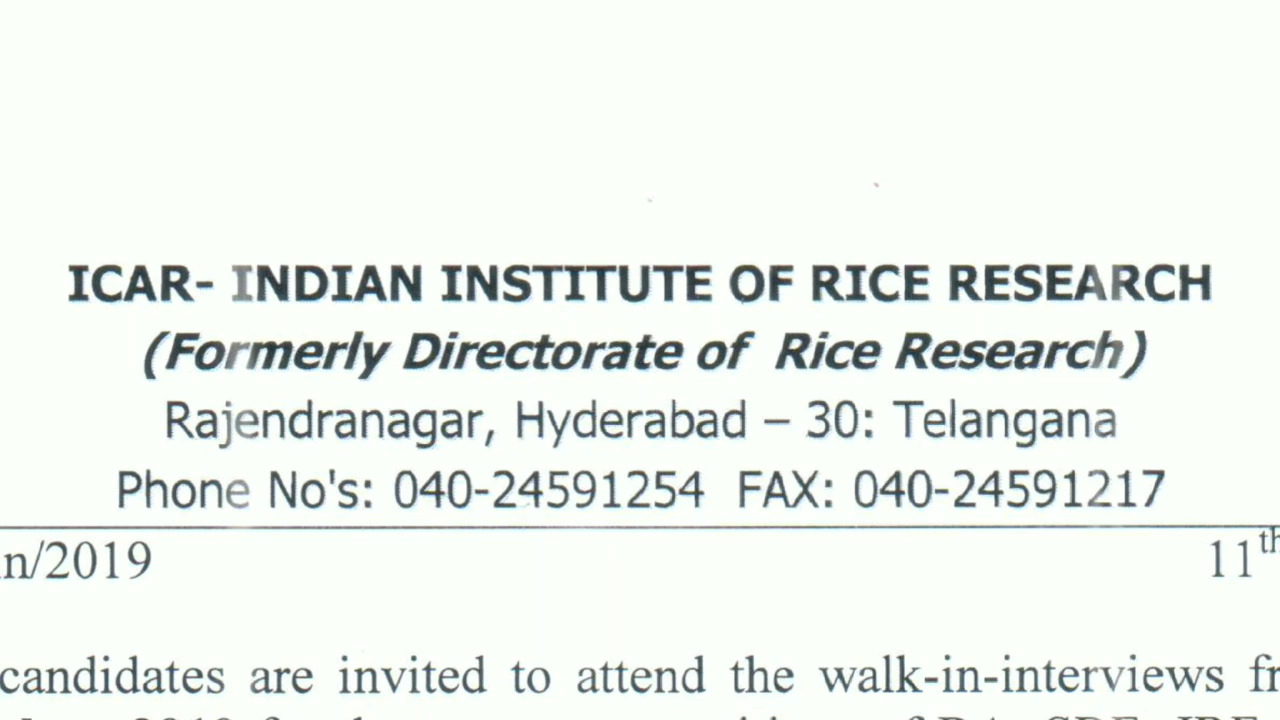 ICAR- INDIAN INSTITUTE OF RICE RESEARCH
(Formerly Directorate of Rice Research)
Rajendranagar, Hyderabad – 30: Telangana
Phone No's: 040-24591254 FAX: 040-24591217
n/2019 11th
candidates are invited to attend the walk-in-interviews